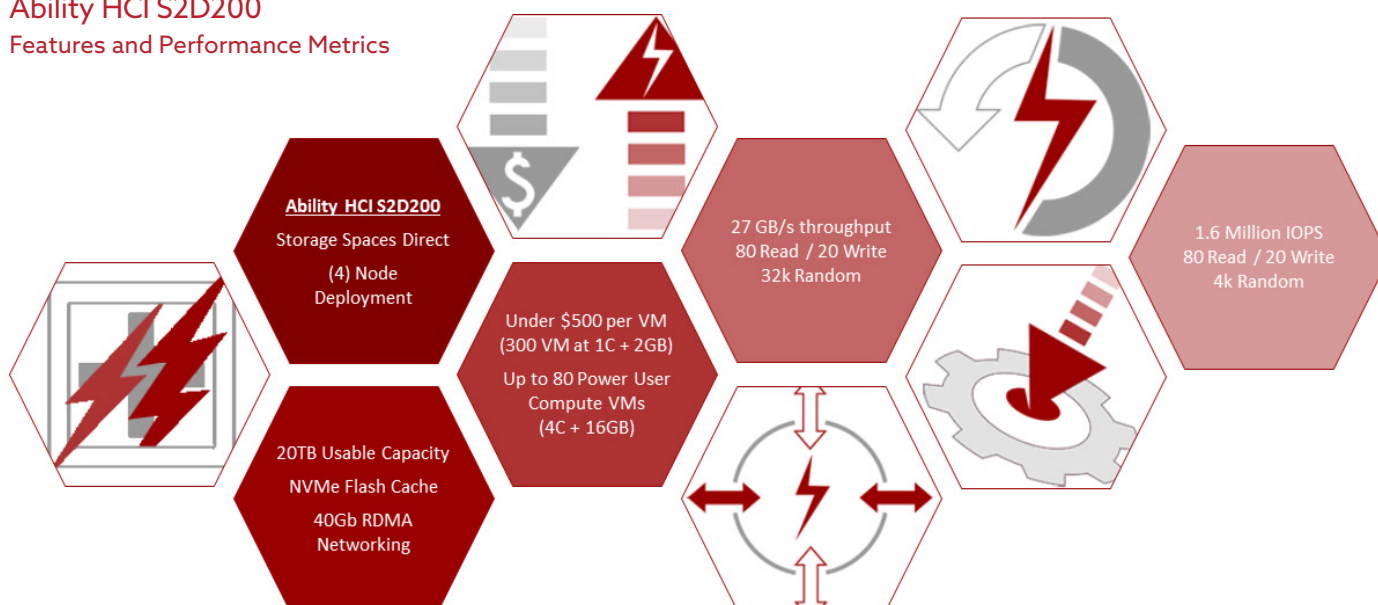 Ability HCI S2D200
Features and Performance Metrics
Ability HCI S2D200
Storage Spaces Direct
(4) Node
Deployment
20TB Usable Capacity
NVMe Flash Cache
40Gb RDMA
Networking
$
Under $500 per VM
(300 VM at 1C + 2GB)
Up to 80 Power User
Compute VMs
(4C + 16GB)
27 GB/s throughput
80 Read / 20 Write
32k Random
1.6 Million IOPS
80 Read / 20 Write
4k Random